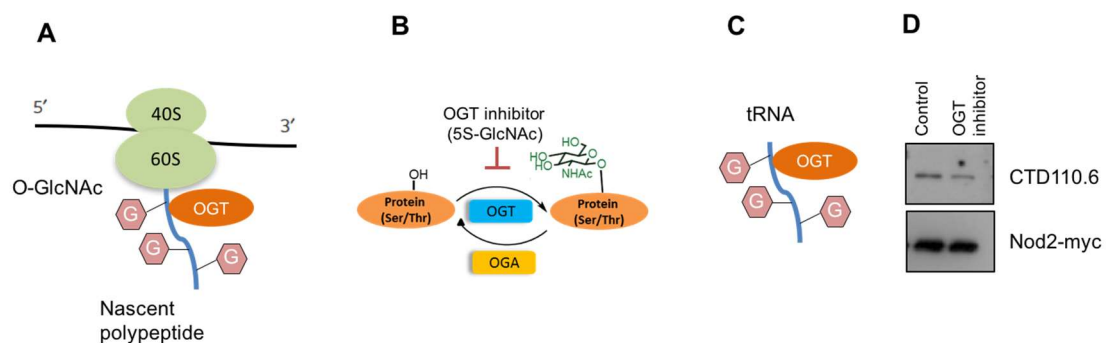 A
5′
40S
3′
60S
O-GlcNAc
OGT
G
G
G
Nascent
polypeptide
B
OGT inhibitor
(5S-GlcNAc)
OH
HO
HO
HO
O
NHAc
O
Protein
(Ser/Thr)
OGT
Protein
(Ser/Thr)
OGA
C
tRNA
OGT
G
G
G
D
Control
OGT
inhibitor
CTD110.6
Nod2-myc